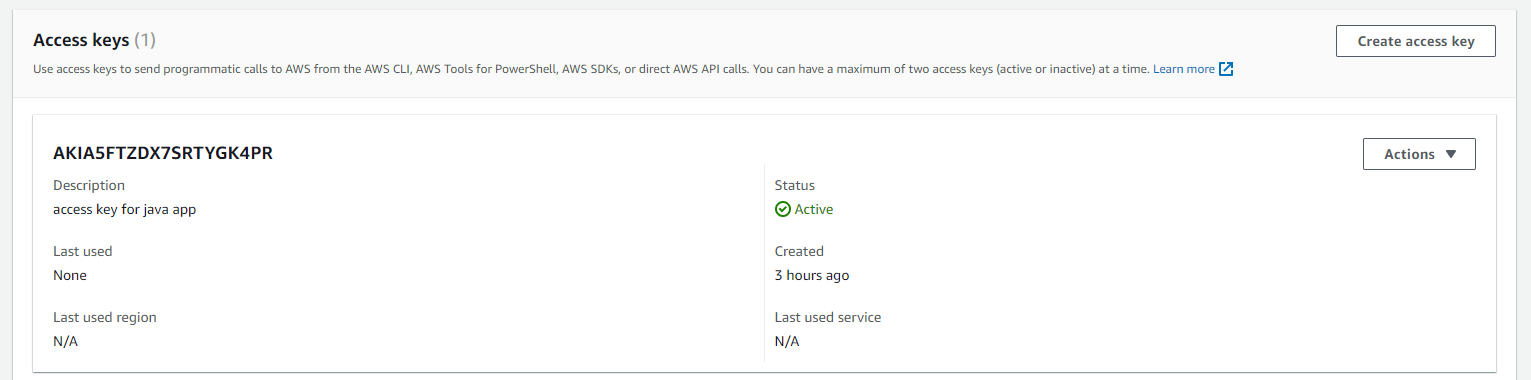 Access keys (1)
Create access key
Use access keys to send programmatic calls to AWS from the AWS CLI, AWS Tools for PowerShell, AWS SDKs, or direct AWS API calls. You can have a maximum of two access keys (active or inactive) at a time. Learn more
AKIA5FTZDX7SRTYGK4PR
Actions
Description
access key for java app
Status
Active
Last used
None
Created
3 hours ago
Last used region
N/A
Last used service
N/A